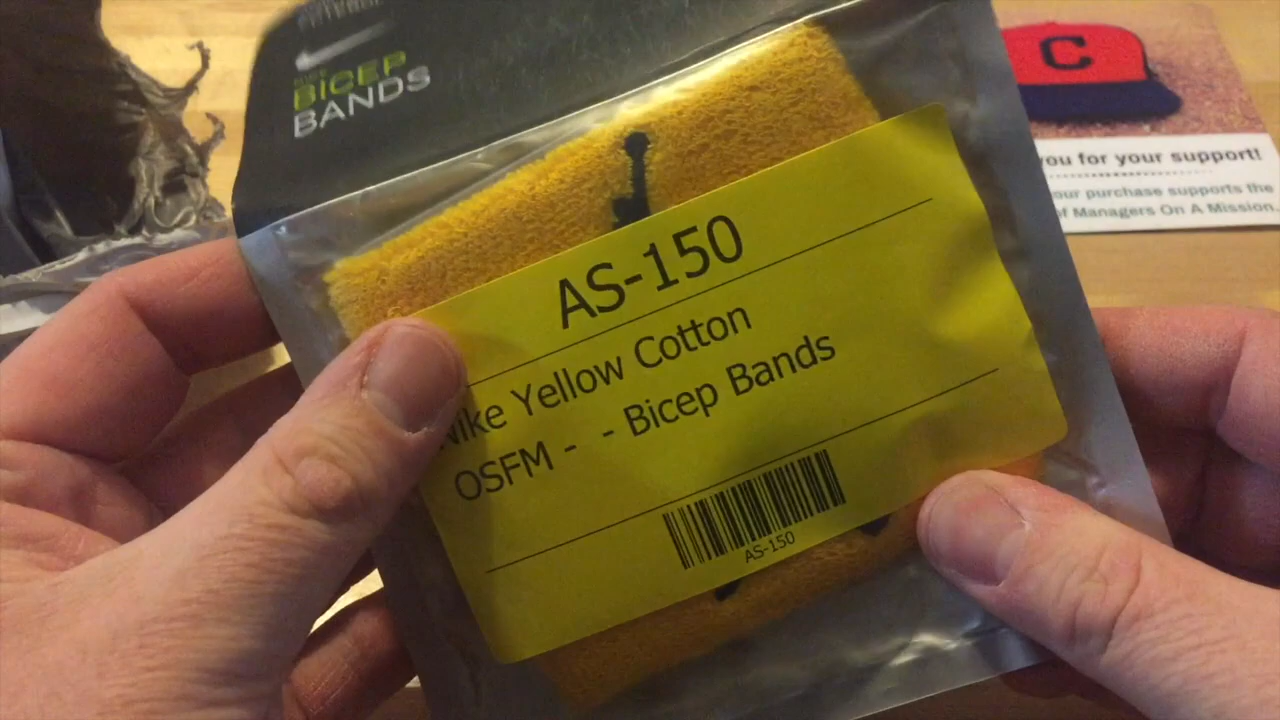 BICEP
BANDS
C
you for your support!
our purchase supports the
of Managers On A Mission.
AS-150
Nike Yellow Cotton
OSFM - - Bicep Bands
AS-150